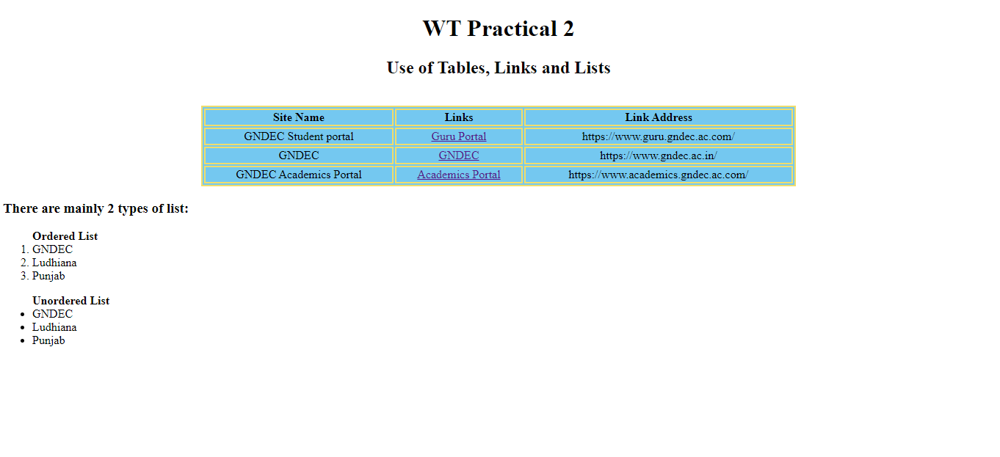 WT Practical 2
Use of Tables, Links and Lists
Site Name Links Link Address
GNDEC Student portal Guru Portal https://www.guru.gndec.ac.com/
GNDEC GNDEC https://www.gndec.ac.in/
GNDEC Academics Portal Academics Portal https://www.academics.gndec.ac.com/
There are mainly 2 types of list:
Ordered List
1. GNDEC
2. Ludhiana
3. Punjab
Unordered List
• GNDEC
• Ludhiana
• Punjab